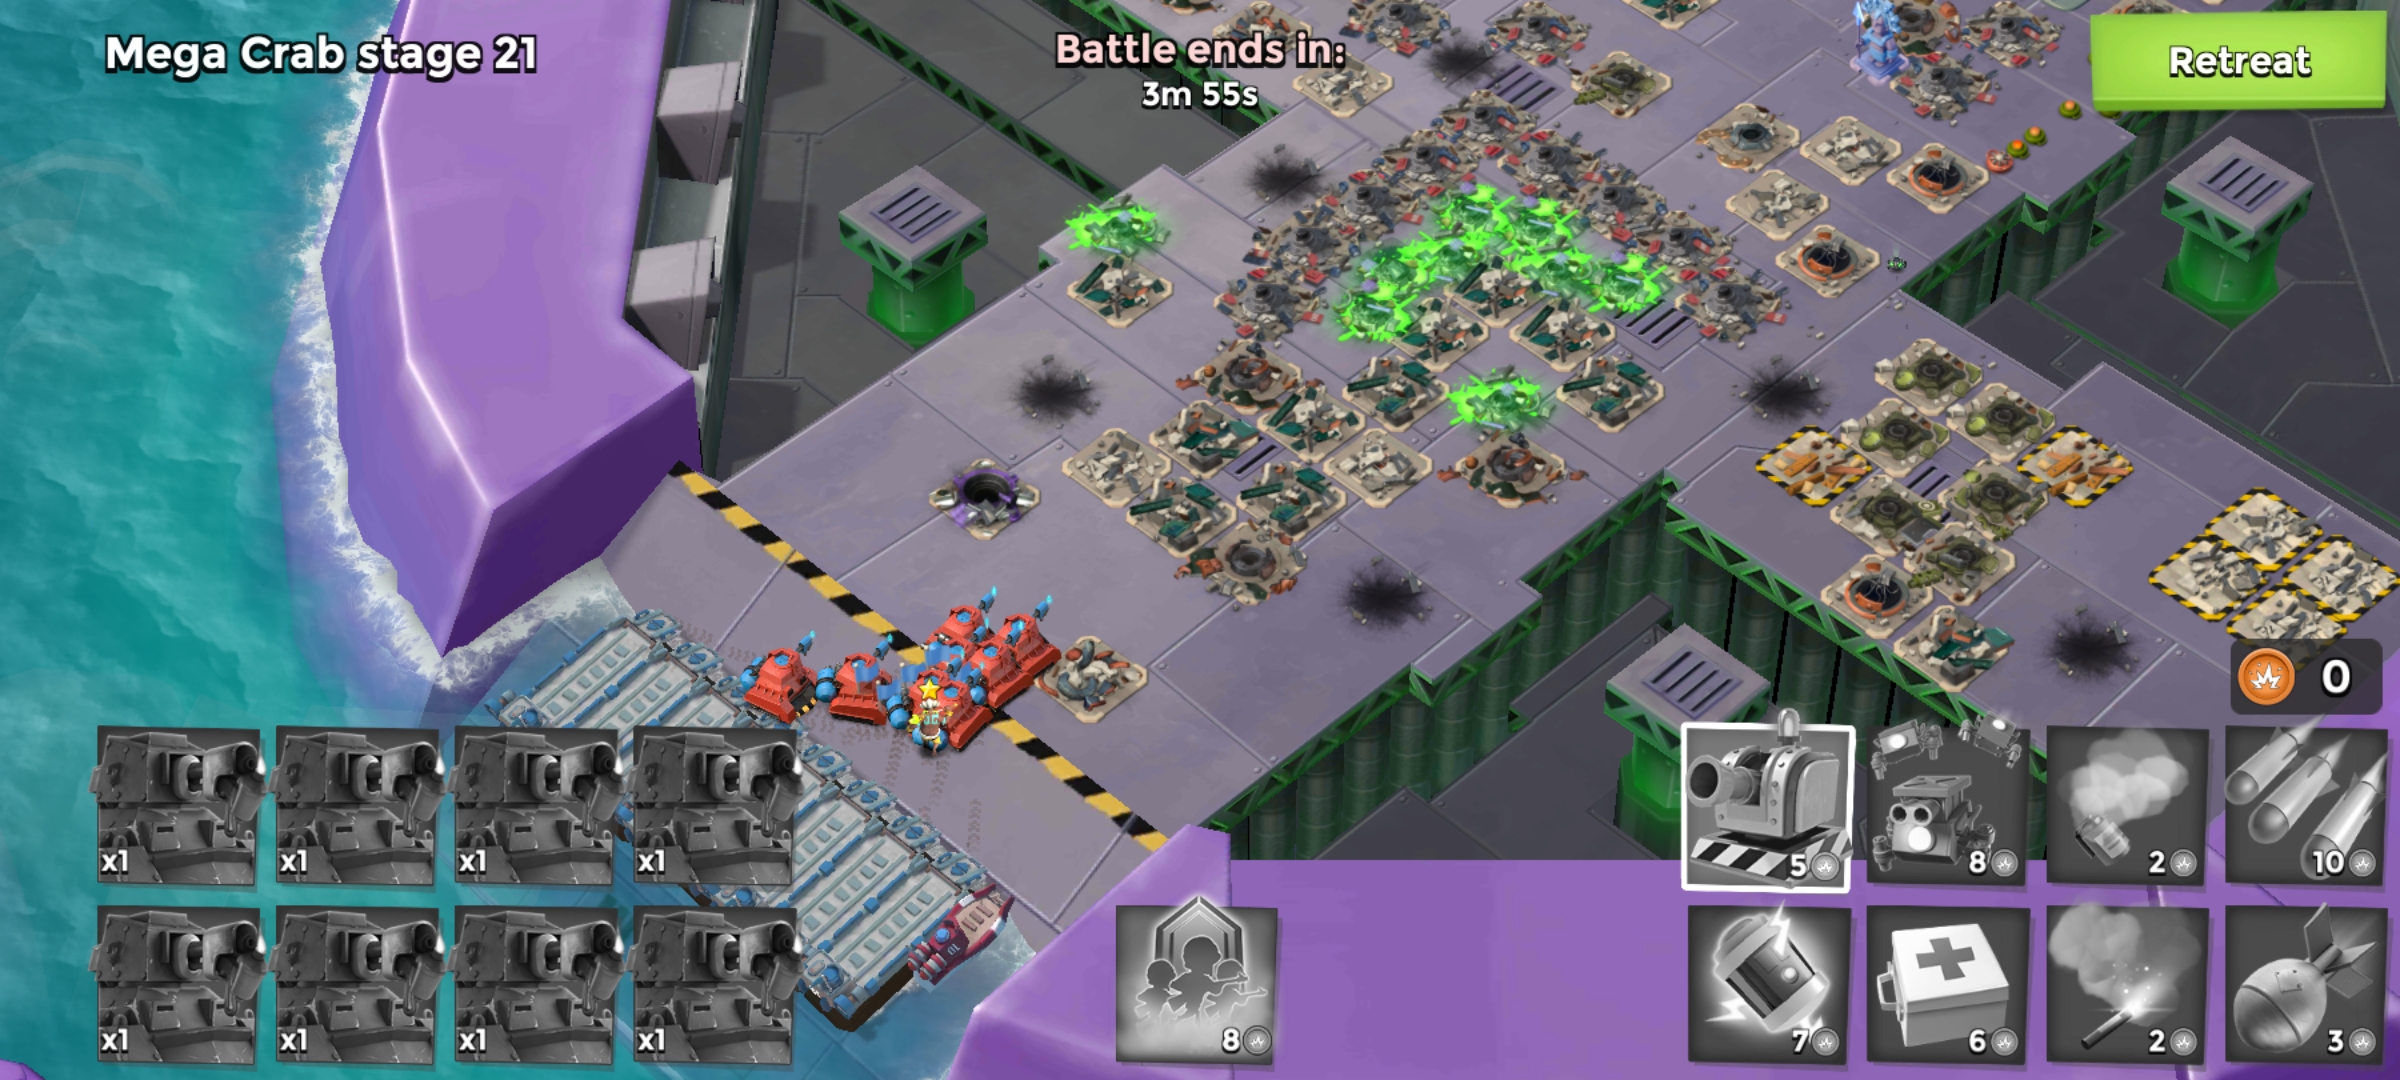 Mega Crab stage 21
Battle ends in:
3m 55s
Retreat
0
x1
x1
x1
x1
5
8
2
10
x1
x1
x1
x1
8
7
6
2
3